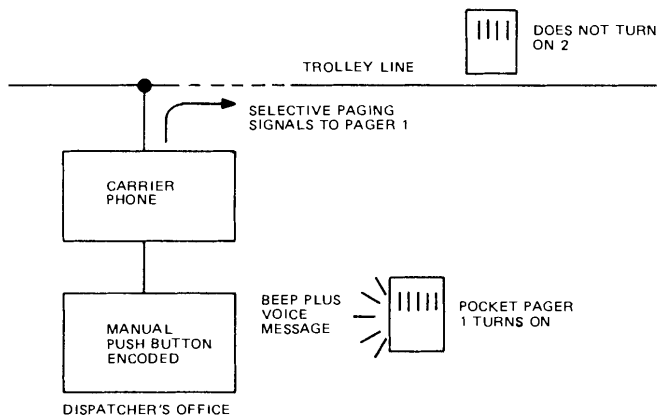 DOES NOT TURN
ON 2
TROLLEY LINE
SELECTIVE PAGING
SIGNALS TO PAGER 1
CARRIER
PHONE
BEEP PLUS
VOICE
MESSAGE
POCKET PAGER
1 TURNS ON
MANUAL
PUSH BUTTON
ENCODED
DISPATCHER'S OFFICE